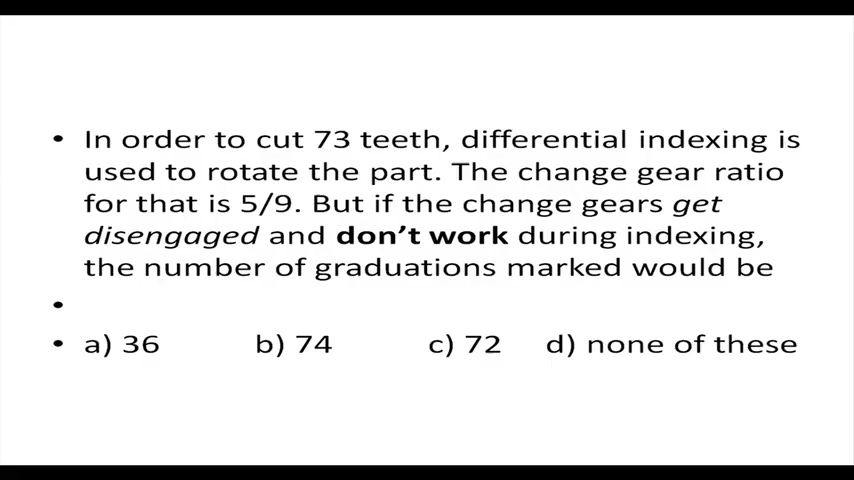 • In order to cut 73 teeth, differential indexing is
used to rotate the part. The change gear ratio
for that is 5/9. But if the change gears get
disengaged and don't work during indexing,
the number of graduations marked would be
•
• a) 36 b) 74 c) 72 d) none of these